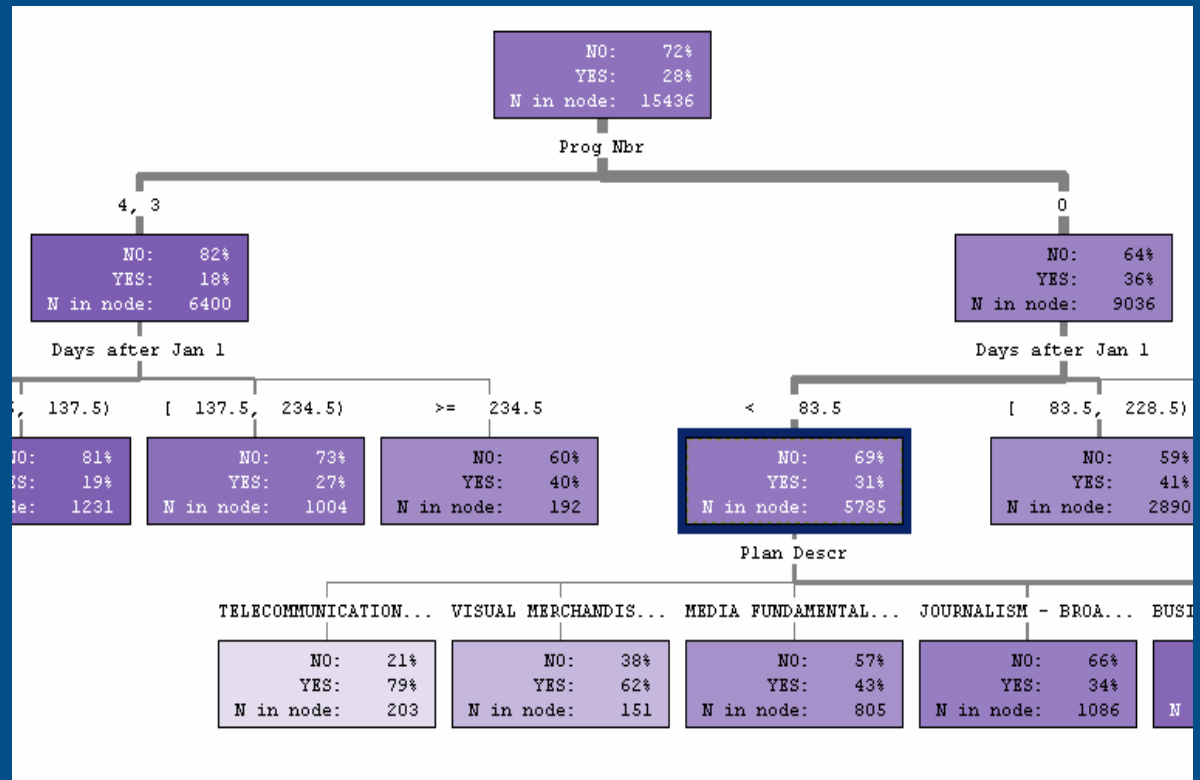 NO: 72%
YES: 28%
N in node: 15436
Prog Nbr
4, 3
0
NO: 82%
YES: 18%
N in node: 6400
NO: 64%
YES: 36%
N in node: 9036
Days after Jan 1
Days after Jan 1
, 137.5)
[ 137.5, 234.5)
>= 234.5
< 83.5
[ 83.5, 228.5)
NO: 81%
YES: 19%
1231
NO: 73%
YES: 27%
N in node: 1004
NO: 60%
YES: 40%
N in node: 192
NO: 69%
YES: 31%
N in node: 5785
NO: 59%
YES: 41%
N in node: 2890
Plan Descr
TELECOMMUNICATION...
VISUAL MERCHANDIS...
MEDIA FUNDAMENTAL...
JOURNALISM - BROA...
BUSI
NO: 21%
YES: 79%
N in node: 203
NO: 38%
YES: 62%
N in node: 151
NO: 57%
YES: 43%
N in node: 805
NO: 66%
YES: 34%
N in node: 1086
N